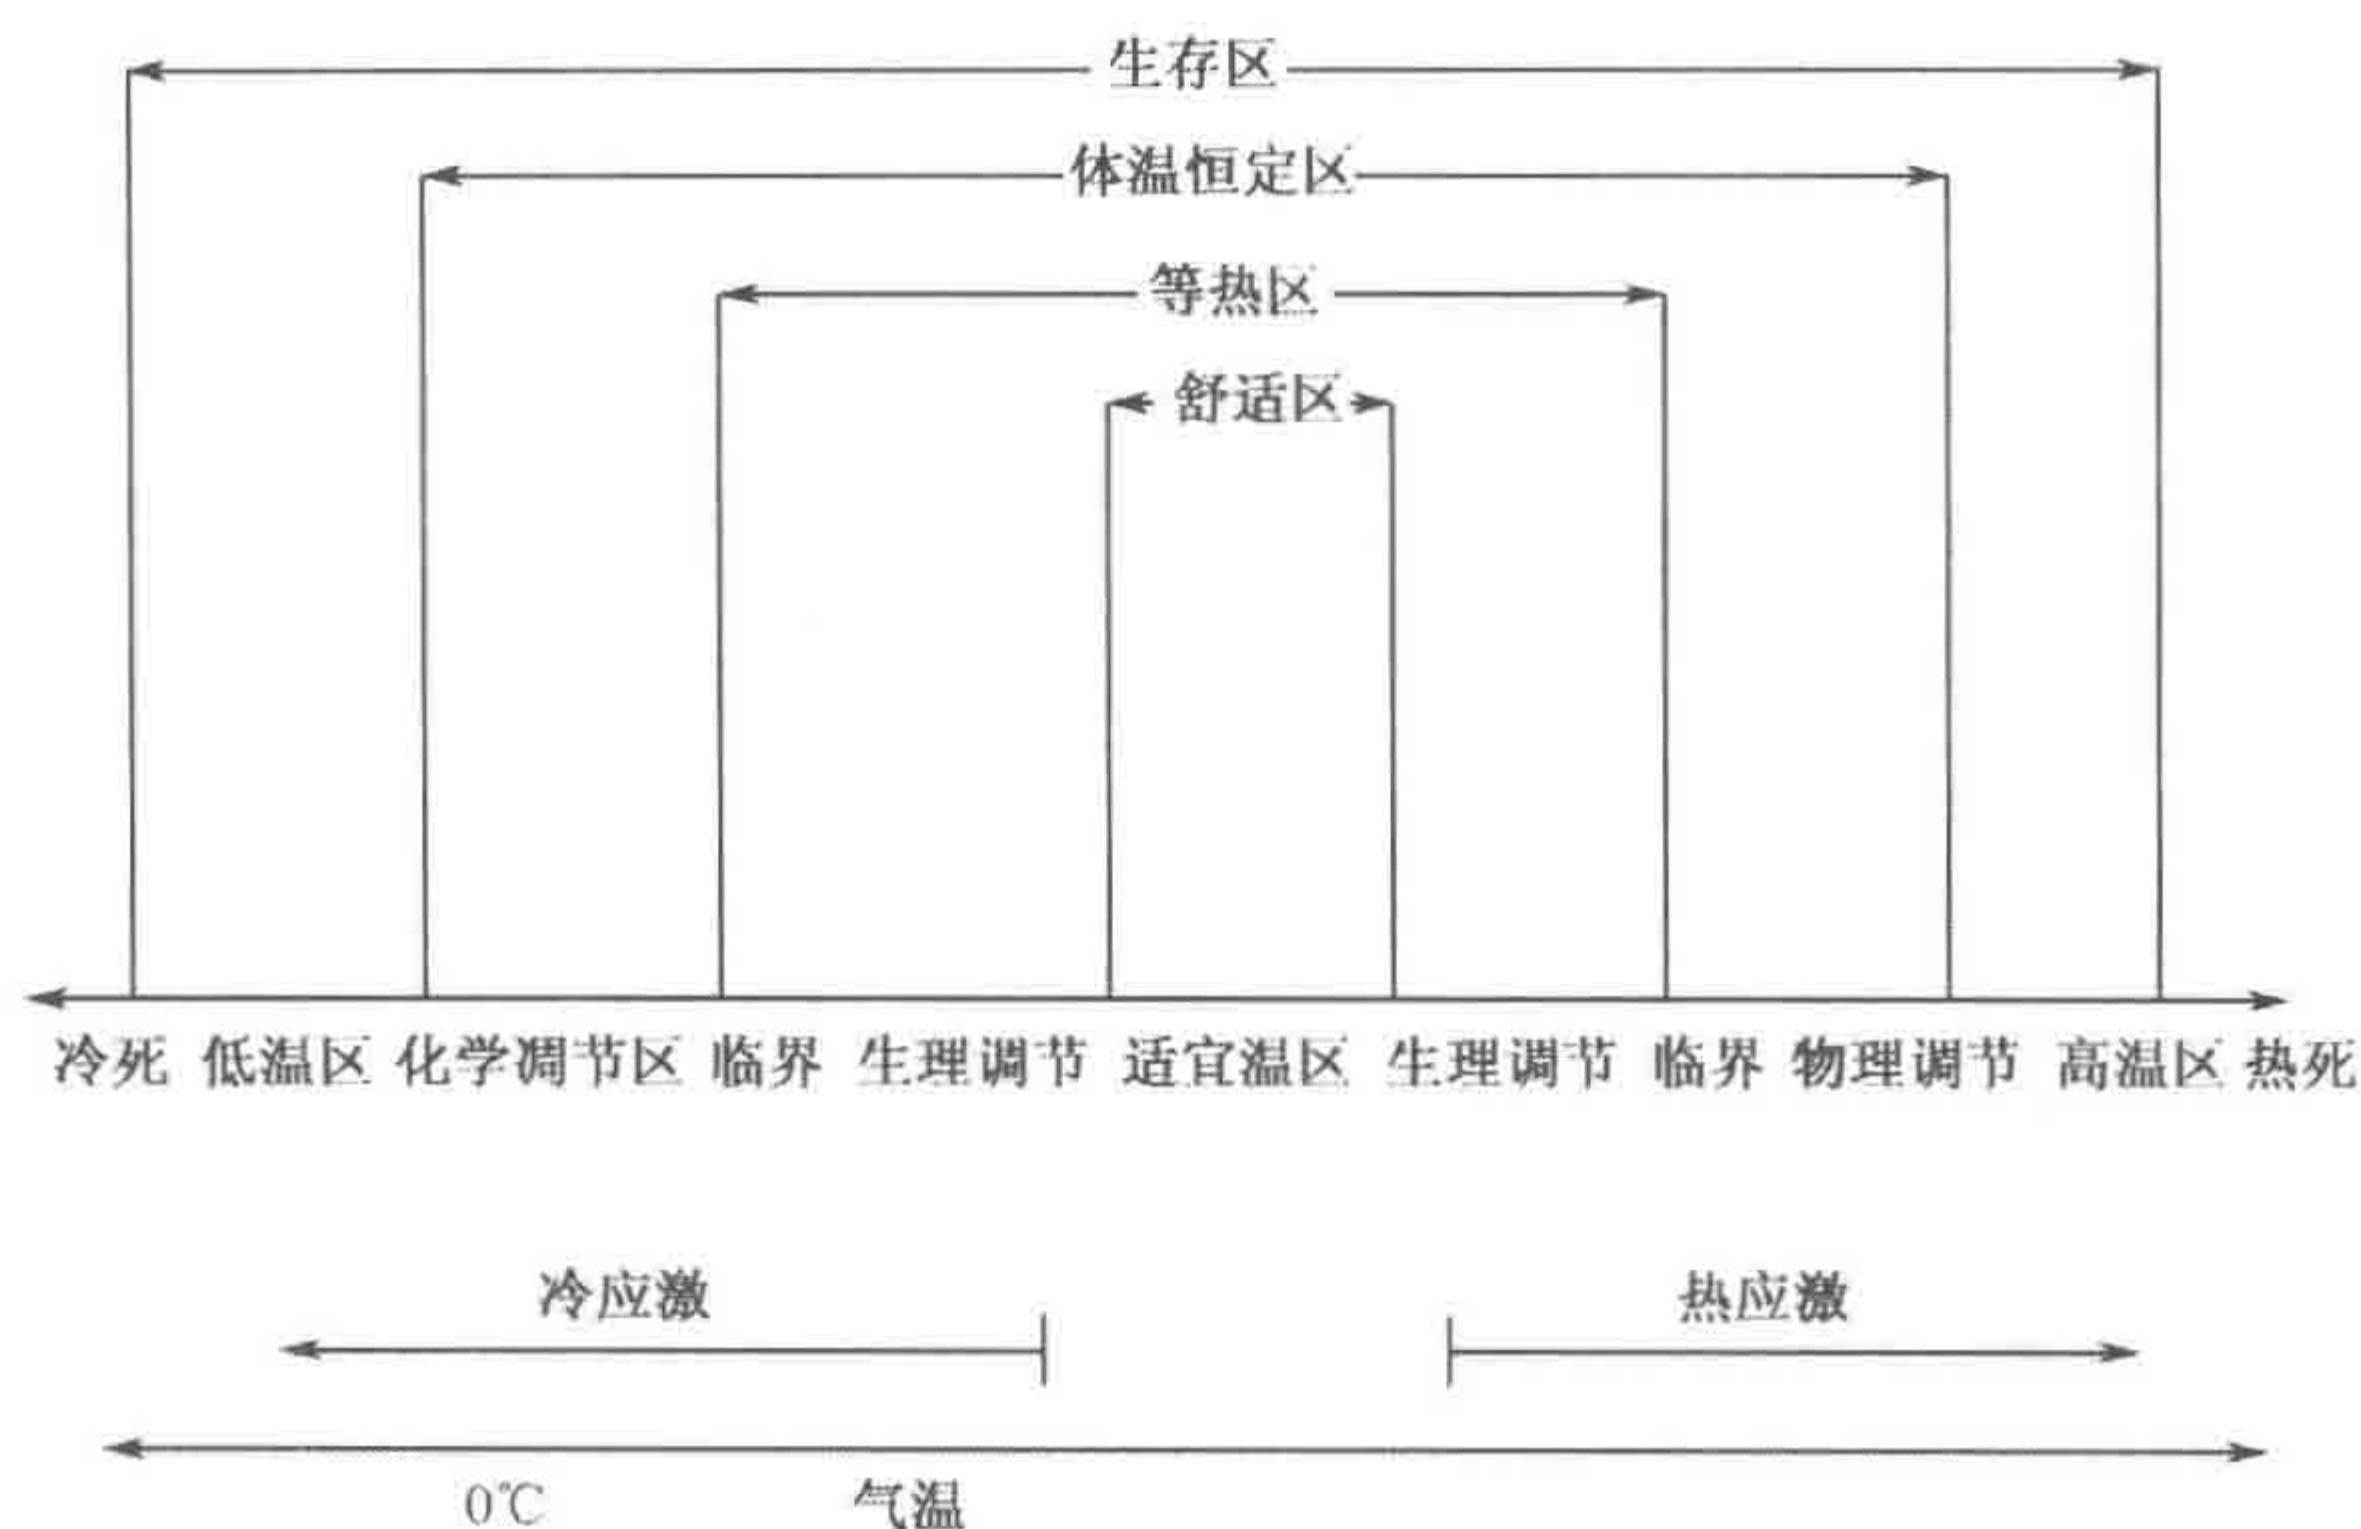 生存区
体温恒定区
等热区
舒适区
冷死 低温区 化学凋节区 临界 生理调节 适宜温区 生理调节 临界 物理调节 高温区 热死
冷应激 热应激
0℃ 气温